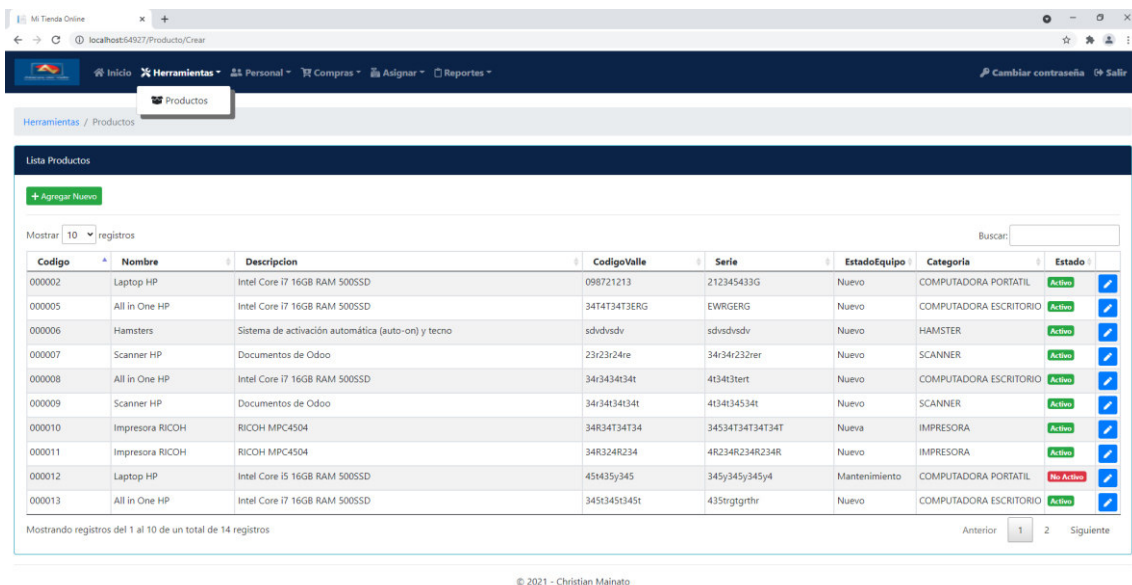 Mi Tienda Online
localhost:64927/Producto/Crear
Inicio Herramientas Personal Compras Asignar Reportes Cambiar contraseña Salir
Productos
Herramientas / Productos
Lista Productos
+ Agregar Nuevo
Mostrar 10 registros Buscar:
Codigo Nombre Descripcion CodigoValle Serie EstadoEquipo Categoria Estado
000002 Laptop HP Intel Core i7 16GB RAM 500SSD 098721213 212345433G Nuevo COMPUTADORA PORTATIL Activo
000005 All in One HP Intel Core i7 16GB RAM 500SSD 34T4T34T3ERG EWRGERG Nuevo COMPUTADORA ESCRITORIO Activo
000006 Hamsters Sistema de activación automática (auto-on) y tecno sdvdvsdv sdvsdvsdv Nuevo HAMSTER Activo
000007 Scanner HP Documentos de Odoo 23r23r24re 34r34r232rer Nuevo SCANNER Activo
000008 All in One HP Intel Core i7 16GB RAM 500SSD 34r3434t34t 4t34t3tert Nuevo COMPUTADORA ESCRITORIO Activo
000009 Scanner HP Documentos de Odoo 34r34t34t34t 4t34t34534t Nuevo SCANNER Activo
000010 Impresora RICOH RICOH MPC4504 34R34T34T34 34534T34T34T34T Nueva IMPRESORA Activo
000011 Impresora RICOH RICOH MPC4504 34R324R234 4R234R234R234R Nuevo IMPRESORA Activo
000012 Laptop HP Intel Core i5 16GB RAM 500SSD 45t435y345 345y345y345y4 Mantenimiento COMPUTADORA PORTATIL No Activo
000013 All in One HP Intel Core i7 16GB RAM 500SSD 345t345t345t 435trgtgrthr Nuevo COMPUTADORA ESCRITORIO Activo
Mostrando registros del 1 al 10 de un total de 14 registros Anterior 1 2 Siguiente
© 2021 - Christian Mainato